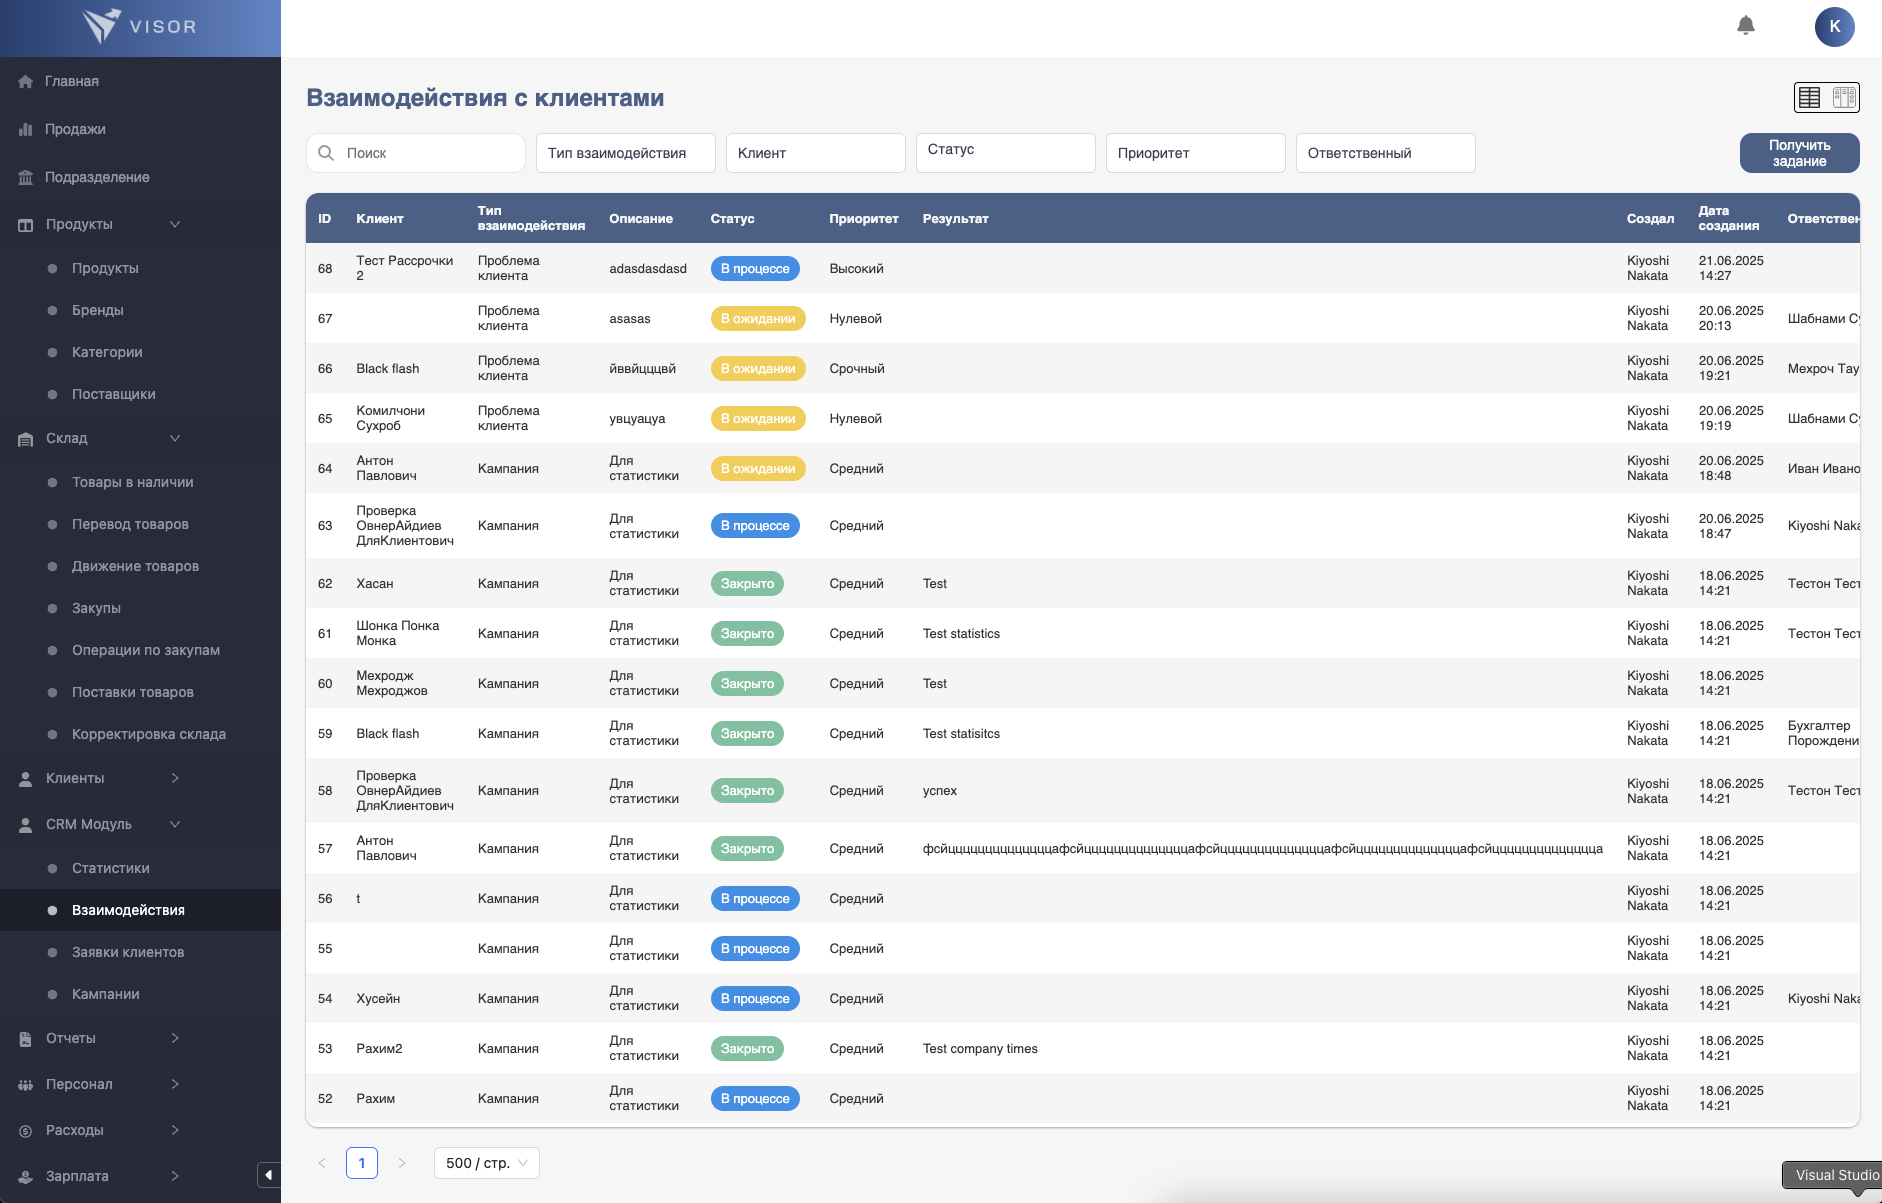 VISOR
K
Главная
Продажи
Подразделение
Продукты
Продукты
Бренды
Категории
Поставщики
Склад
Товары в наличии
Перевод товаров
Движение товаров
Закупы
Операции по закупам
Поставки товаров
Корректировка склада
Клиенты
CRM Модуль
Статистики
Взаимодействия
Заявки клиентов
Кампании
Отчеты
Персонал
Расходы
Зарплата
Взаимодействия с клиентами
Поиск
Тип взаимодействия
Клиент
Статус
Приоритет
Ответственный
Получить
задание
ID Клиент Тип взаимодействия Описание Статус Приоритет Результат Создал Дата создания Ответствен
68 Тест Рассрочки 2 Проблема клиента adasdasdasd В процессе Высокий Kiyoshi Nakata 21.06.2025 14:27
67 Проблема клиента asasas В ожидании Нулевой Kiyoshi Nakata 20.06.2025 20:13 Шабнами Су
66 Black flash Проблема клиента йввйцццвй В ожидании Срочный Kiyoshi Nakata 20.06.2025 19:21 Мехроч Тау
65 Комилчони Сухроб Проблема клиента увцуацуа В ожидании Нулевой Kiyoshi Nakata 20.06.2025 19:19 Шабнами Су
64 Антон Павлович Кампания Для статистики В ожидании Средний Kiyoshi Nakata 20.06.2025 18:48 Иван Ивано
63 Проверка ОвнерАйдиев ДляКлиентович Кампания Для статистики В процессе Средний Kiyoshi Nakata 20.06.2025 18:47 Kiyoshi Naka
62 Хасан Кампания Для статистики Закрыто Средний Test Kiyoshi Nakata 18.06.2025 14:21 Тестон Тест
61 Шонка Понка Монка Кампания Для статистики Закрыто Средний Test statistics Kiyoshi Nakata 18.06.2025 14:21 Тестон Тест
60 Мехродж Мехроджов Кампания Для статистики Закрыто Средний Test Kiyoshi Nakata 18.06.2025 14:21
59 Black flash Кампания Для статистики Закрыто Средний Test statisitcs Kiyoshi Nakata 18.06.2025 14:21 Бухгалтер Порождени
58 Проверка ОвнерАйдиев ДляКлиентович Кампания Для статистики Закрыто Средний успех Kiyoshi Nakata 18.06.2025 14:21 Тестон Тест
57 Антон Павлович Кампания Для статистики Закрыто Средний Kiyoshi Nakata 18.06.2025 14:21
56 t Кампания Для статистики В процессе Средний Kiyoshi Nakata 18.06.2025 14:21
55 Кампания Для статистики В процессе Средний Kiyoshi Nakata 18.06.2025 14:21
54 Хусейн Кампания Для статистики В процессе Средний Kiyoshi Nakata 18.06.2025 14:21 Kiyoshi Naka
53 Рахим2 Кампания Для статистики Закрыто Средний Test company times Kiyoshi Nakata 18.06.2025 14:21
52 Рахим Кампания Для статистики В процессе Средний Kiyoshi Nakata 18.06.2025 14:21
1
500 / стр.
Visual Studio